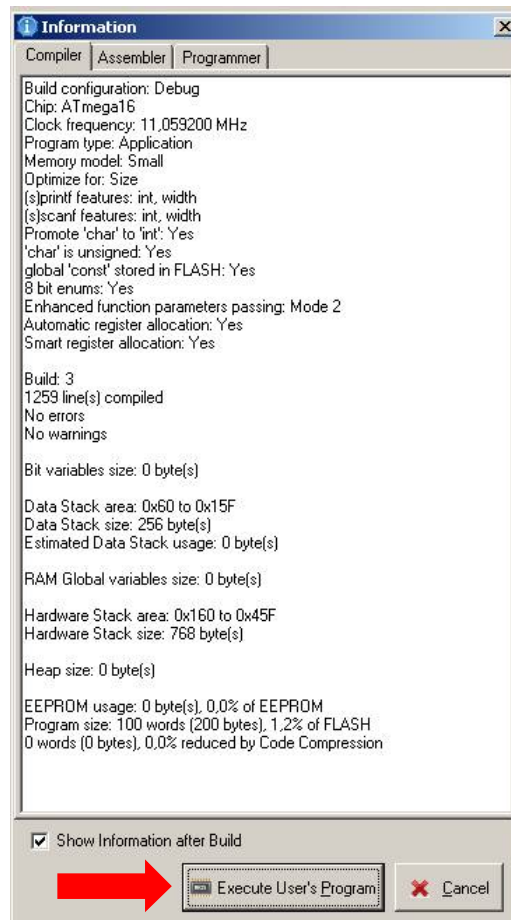 Information
Compiler Assembler Programmer
Build configuration: Debug
Chip: ATmega16
Clock frequency: 11,059200 MHz
Program type: Application
Memory model: Small
Optimize for: Size
(s)printf features: int, width
(s)scanf features: int, width
Promote 'char' to 'int': Yes
'char' is unsigned: Yes
global 'const' stored in FLASH: Yes
8 bit enums: Yes
Enhanced function parameters passing: Mode 2
Automatic register allocation: Yes
Smart register allocation: Yes
Build: 3
1259 line(s) compiled
No errors
No warnings
Bit variables size: 0 byte(s)
Data Stack area: 0x60 to 0x15F
Data Stack size: 256 byte(s)
Estimated Data Stack usage: 0 byte(s)
RAM Global variables size: 0 byte(s)
Hardware Stack area: 0x160 to 0x45F
Hardware Stack size: 768 byte(s)
Heap size: 0 byte(s)
EEPROM usage: 0 byte(s), 0,0% of EEPROM
Program size: 100 words (200 bytes), 1,2% of FLASH
0 words (0 bytes), 0,0% reduced by Code Compression
Show Information after Build
Execute User's Program Cancel